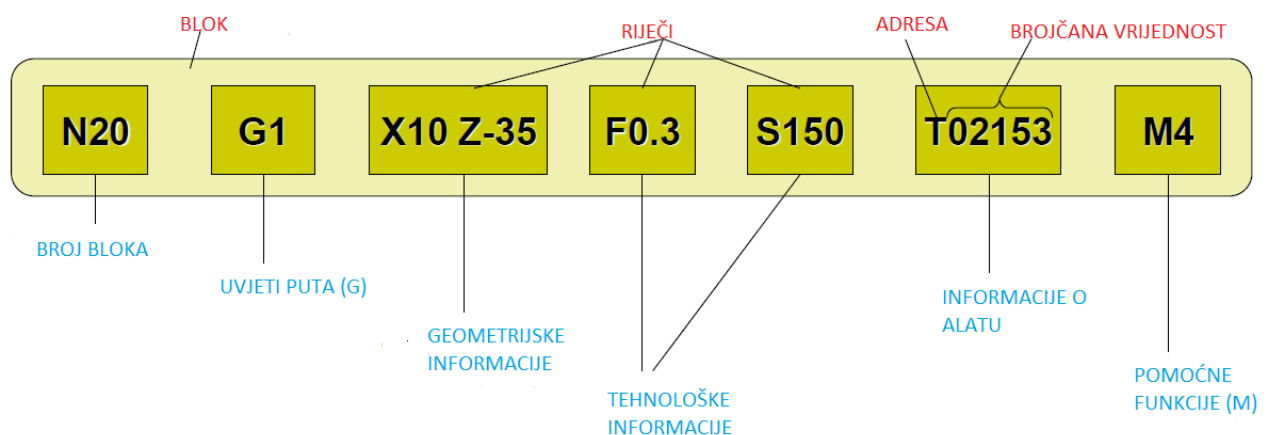 BLOK
RIJEČI
ADRESA
BROJČANA VRIJEDNOST
N20
G1
X10 Z-35
F0.3
S150
T02153
M4
BROJ BLOKA
UVJETI PUTA (G)
GEOMETRIJSKE
INFORMACIJE
TEHNOLOŠKE
INFORMACIJE
INFORMACIJE O
ALATU
POMOĆNE
FUNKCIJE (M)